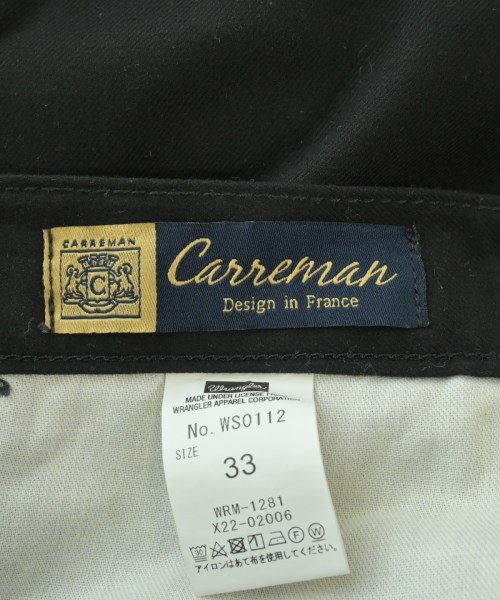 CARREMAN
C
Carreman
Design in France
Wrangler
MADE UNDER LICENSE FROM
WRANGLER APPAREL CORPORATION
No. WS0112
SIZE
33
WRM-1281
X22-02006
アイロンはあて布を使用してください。